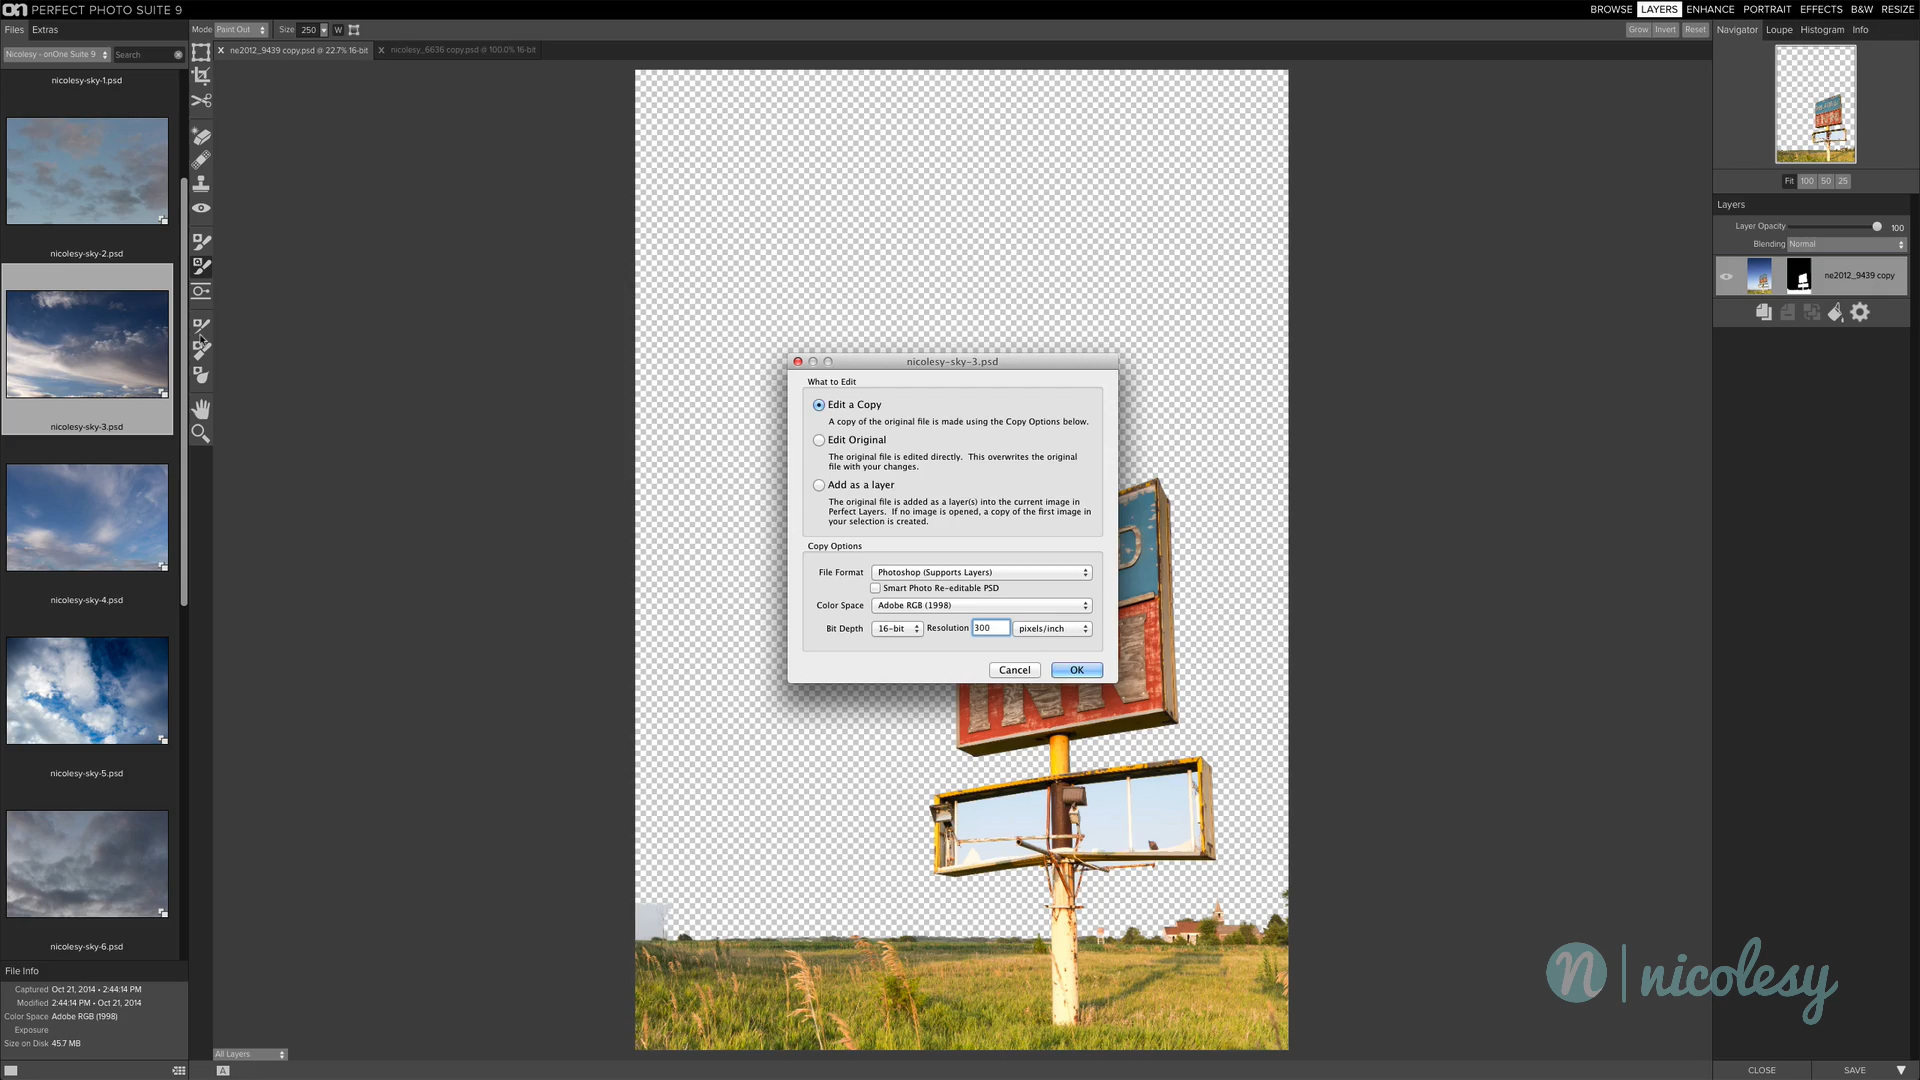 on PERFECT PHOTO SUITE 9
BROWSE LAYERS ENHANCE PORTRAIT EFFECTS B&W RESIZE
Files Extras
Mode Paint Out Size 250 W
Grow Invert Reset
Navigator Loupe Histogram Info
Nicolesy - onOne Suite 9 Search
X ne2012_9439 copy.psd @ 22.7% 16-bit X nicolesy_6636 copy.psd @ 100.0% 16-bit
nicolesy-sky-1.psd
nicolesy-sky-2.psd
nicolesy-sky-3.psd
nicolesy-sky-4.psd
nicolesy-sky-5.psd
nicolesy-sky-6.psd
Fit 100 50 25
Layers
Layer Opacity 100
Blending Normal
ne2012_9439 copy
nicolesy-sky-3.psd
What to Edit
Edit a Copy
A copy of the original file is made using the Copy Options below.
Edit Original
The original file is edited directly. This overwrites the original
file with your changes.
Add as a layer
The original file is added as a layer(s) into the current image in
Perfect Layers. If no image is opened, a copy of the first image in
your selection is created.
Copy Options
File Format Photoshop (Supports Layers)
Smart Photo Re-editable PSD
Color Space Adobe RGB (1998)
Bit Depth 16-bit Resolution 300 pixels/inch
Cancel OK
INN
n | nicolesy
File Info
Captured Oct 21, 2014 • 2:44:14 PM
Modified 2:44:14 PM • Oct 21, 2014
Color Space Adobe RGB (1998)
Exposure
Size on Disk 45.7 MB
All Layers
A
CLOSE SAVE